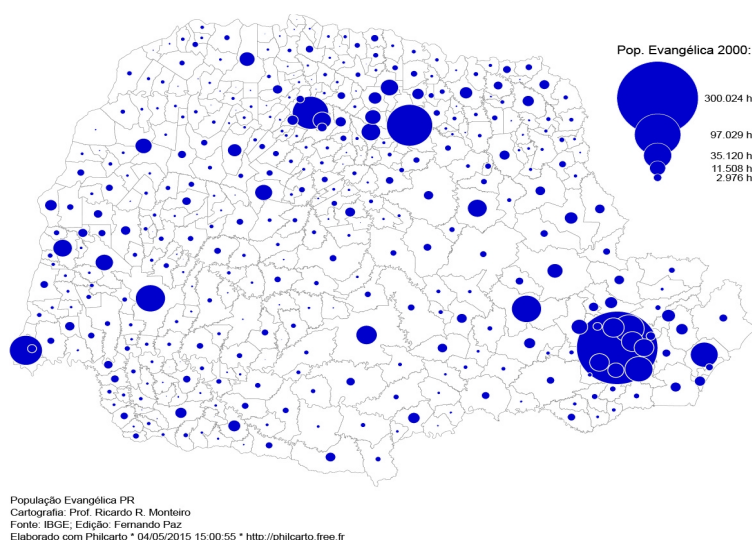 Pop. Evangélica 2000:
300.024 h
97.029 h
35.120 h
11.508 h
2.976 h
População Evangélica PR
Cartografia: Prof. Ricardo R. Monteiro
Fonte: IBGE; Edição: Fernando Paz
Elaborado com Philcarto * 04/05/2015 15:00:55 * http://philcarto.free.fr